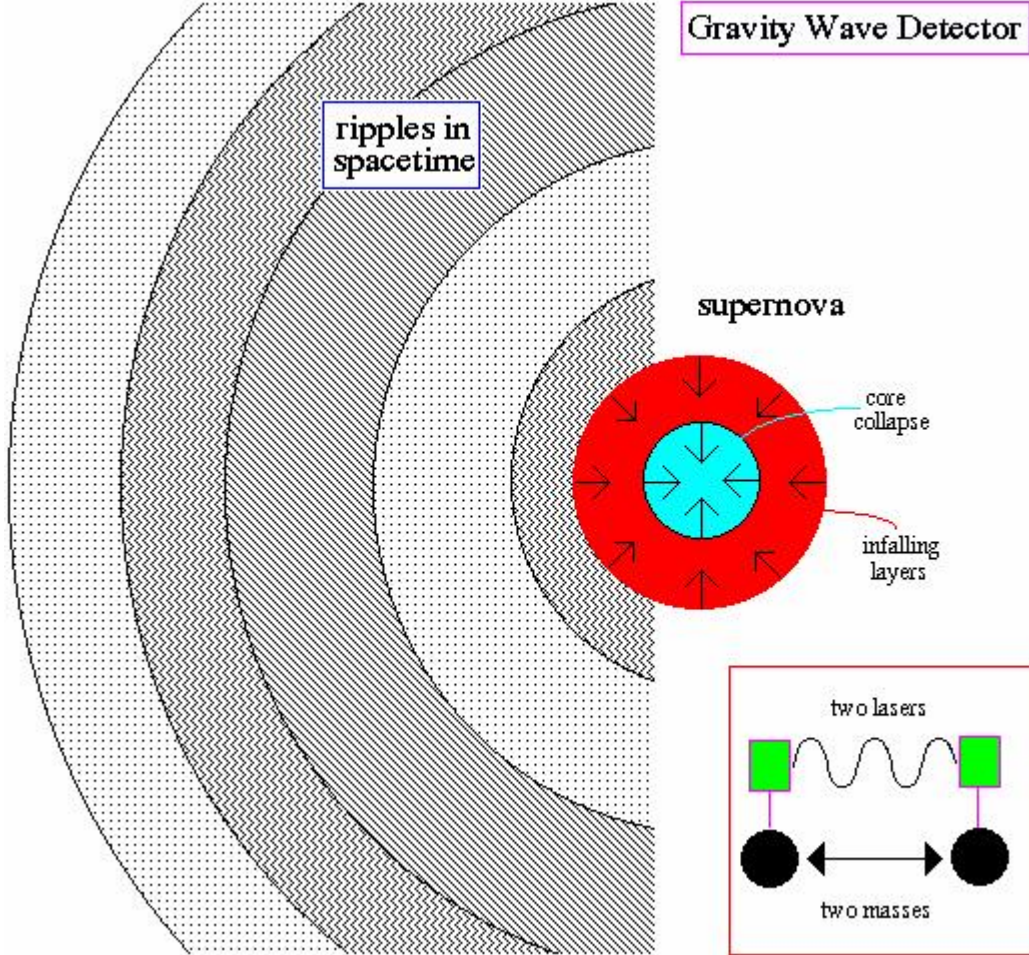 Gravity Wave Detector
ripples in
spacetime
supernova
core
collapse
infalling
layers
two lasers
two masses